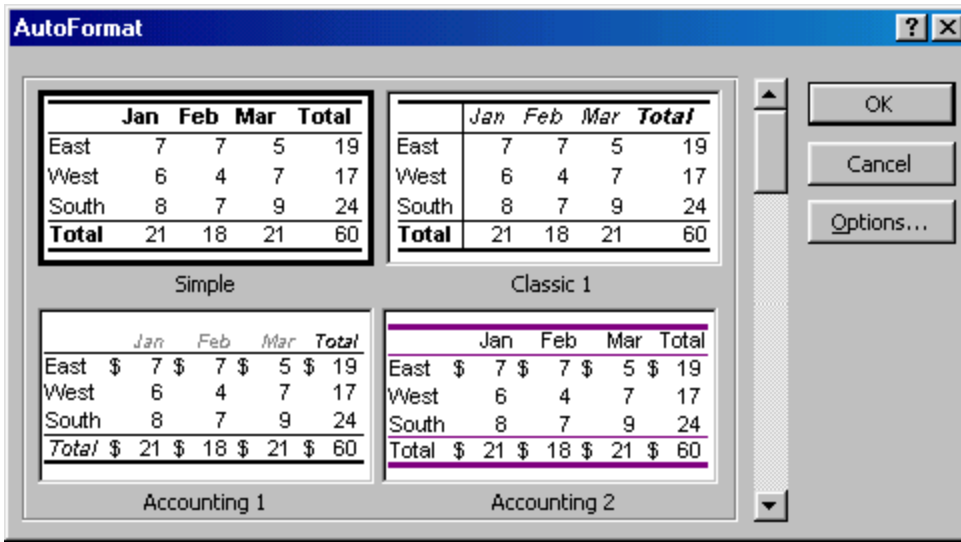 AutoFormat
Jan Feb Mar Total
East 7 7 5 19
West 6 4 7 17
South 8 7 9 24
Total 21 18 21 60
Simple
Jan Feb Mar Total
East 7 7 5 19
West 6 4 7 17
South 8 7 9 24
Total 21 18 21 60
Classic 1
Jan Feb Mar Total
East $ 7 $ 7 $ 5 $ 19
West 6 4 7 17
South 8 7 9 24
Total $ 21 $ 18 $ 21 $ 60
Accounting 1
Jan Feb Mar Total
East $ 7 $ 7 $ 5 $ 19
West 6 4 7 17
South 8 7 9 24
Total $ 21 $ 18 $ 21 $ 60
Accounting 2
OK
Cancel
Options...